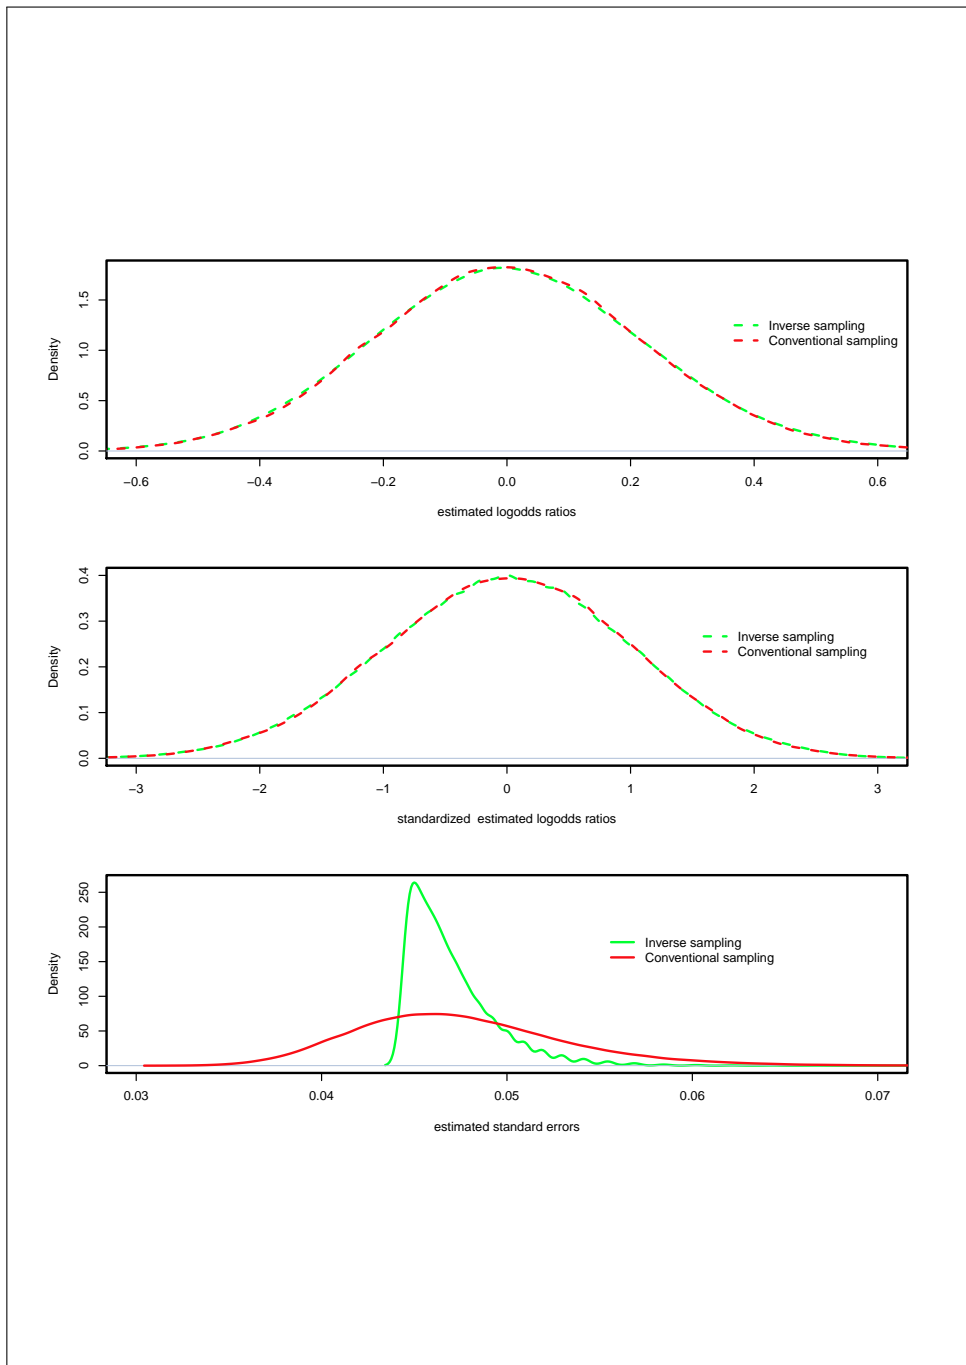 1.5
1.0
0.5
0.0
Density
Inverse sampling
Conventional sampling
−0.6 −0.4 −0.2 0.0 0.2 0.4 0.6
estimated logodds ratios
0.4
0.3
0.2
0.1
0.0
Density
Inverse sampling
Conventional sampling
−3 −2 −1 0 1 2 3
standardized estimated logodds ratios
250
200
150
100
50
0
Density
Inverse sampling
Conventional sampling
0.03 0.04 0.05 0.06 0.07
estimated standard errors